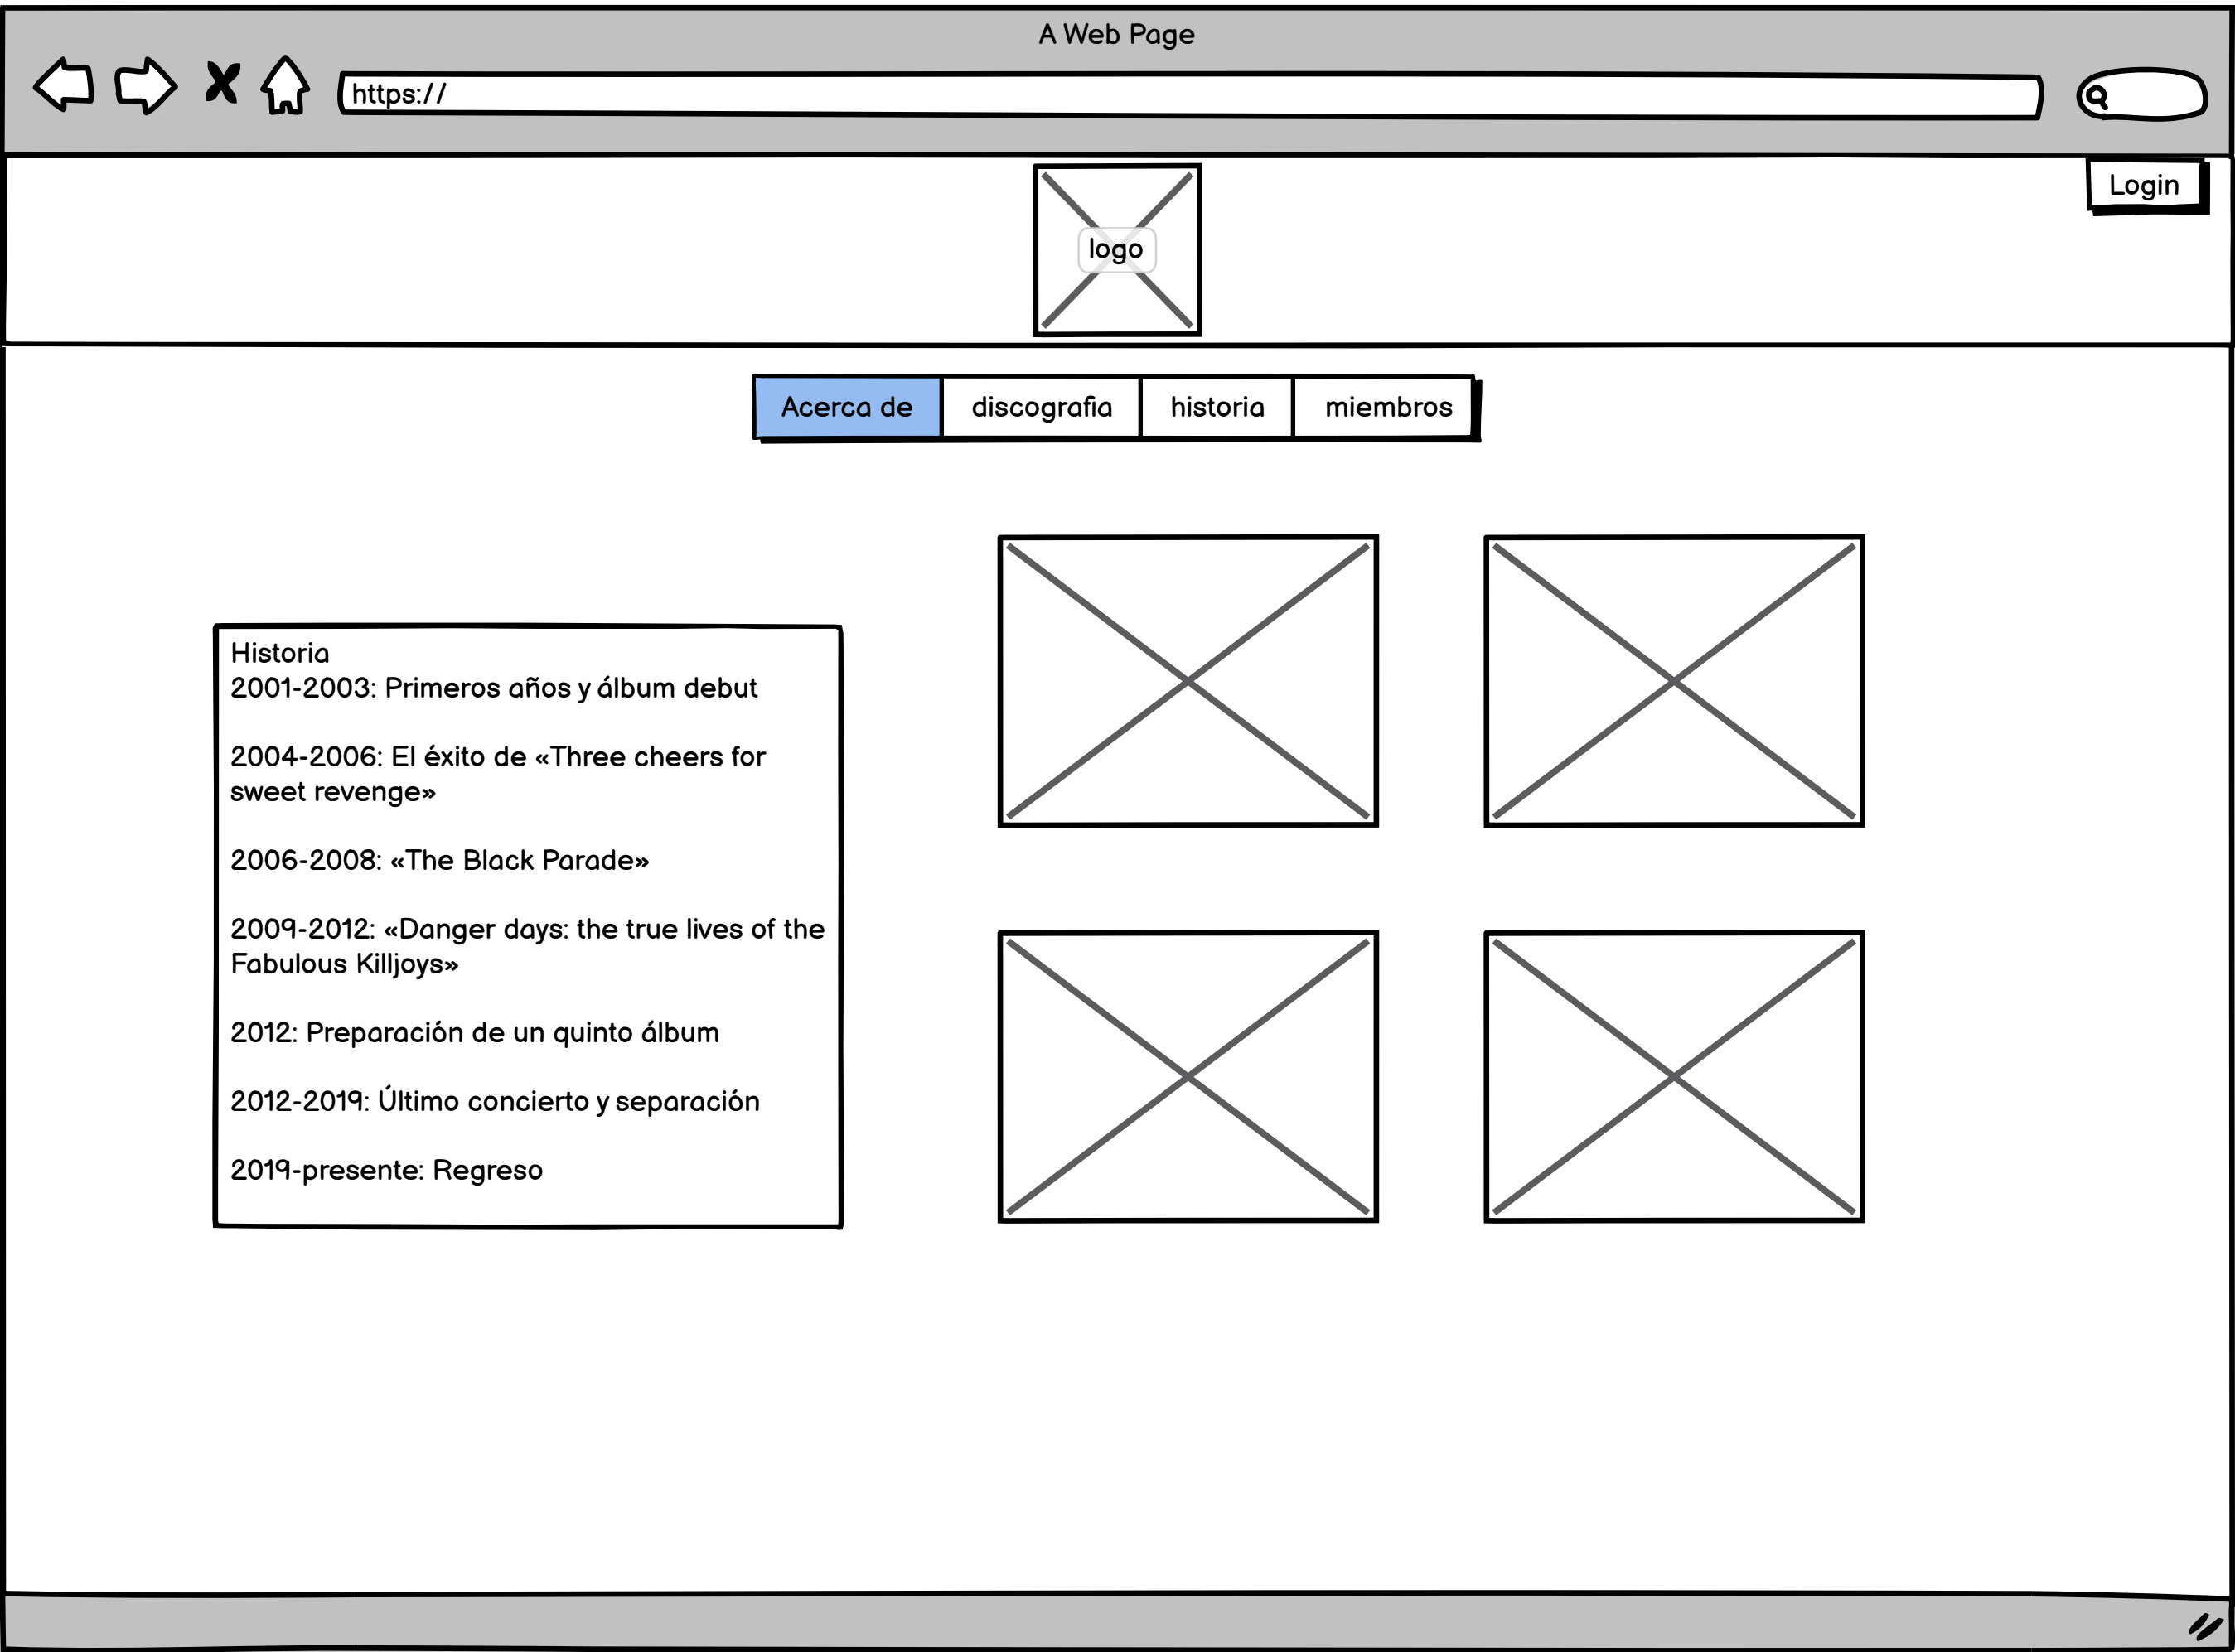 A Web Page
https://
Login
logo
Acerca de discografia historia miembros
Historia
2001-2003: Primeros años y álbum debut
2004-2006: El éxito de «Three cheers for
sweet revenge»
2006-2008: «The Black Parade»
2009-2012: «Danger days: the true lives of the
Fabulous Killjoys»
2012: Preparación de un quinto álbum
2012-2019: Último concierto y separación
2019-presente: Regreso